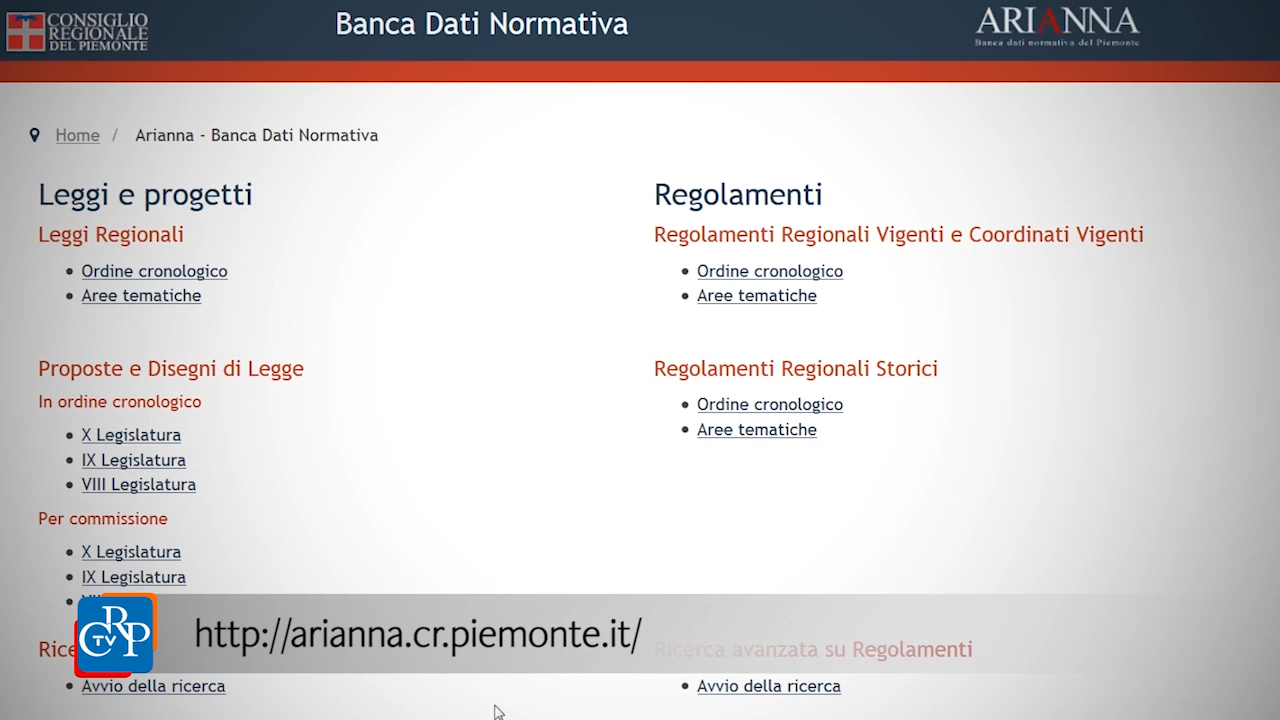 CONSIGLIO
REGIONALE
DEL PIEMONTE
Banca Dati Normativa
ARIANNA
Banca dati normativa del Piemonte
Home / Arianna - Banca Dati Normativa
Leggi e progetti
Leggi Regionali
Ordine cronologico
Aree tematiche
Proposte e Disegni di Legge
In ordine cronologico
X Legislatura
IX Legislatura
VIII Legislatura
Per commissione
X Legislatura
IX Legislatura
Avvio della ricerca
Regolamenti
Regolamenti Regionali Vigenti e Coordinati Vigenti
Ordine cronologico
Aree tematiche
Regolamenti Regionali Storici
Ordine cronologico
Aree tematiche
Ricerca avanzata su Regolamenti
Avvio della ricerca
CRP
TV
http://arianna.cr.piemonte.it/